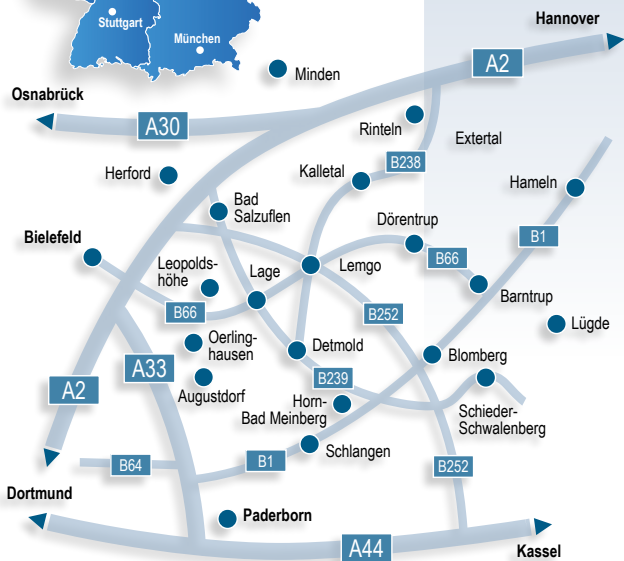 Stuttgart
München
Hannover
Minden
A2
Osnabrück
A30
Rinteln
Extertal
B238
Herford
Kalletal
Hameln
Bad
Salzuflen
Dörentrup
Bielefeld
B1
Leopolds-
höhe
Lage
Lemgo
B66
Barntrup
B66
B252
Lügde
Oerling-
hausen
Detmold
Blomberg
A33
B239
A2
Augustdorf
Horn-
Bad Meinberg
Schieder-
Schwalenberg
Schlangen
B64
B1
B252
Dortmund
Paderborn
A44
Kassel